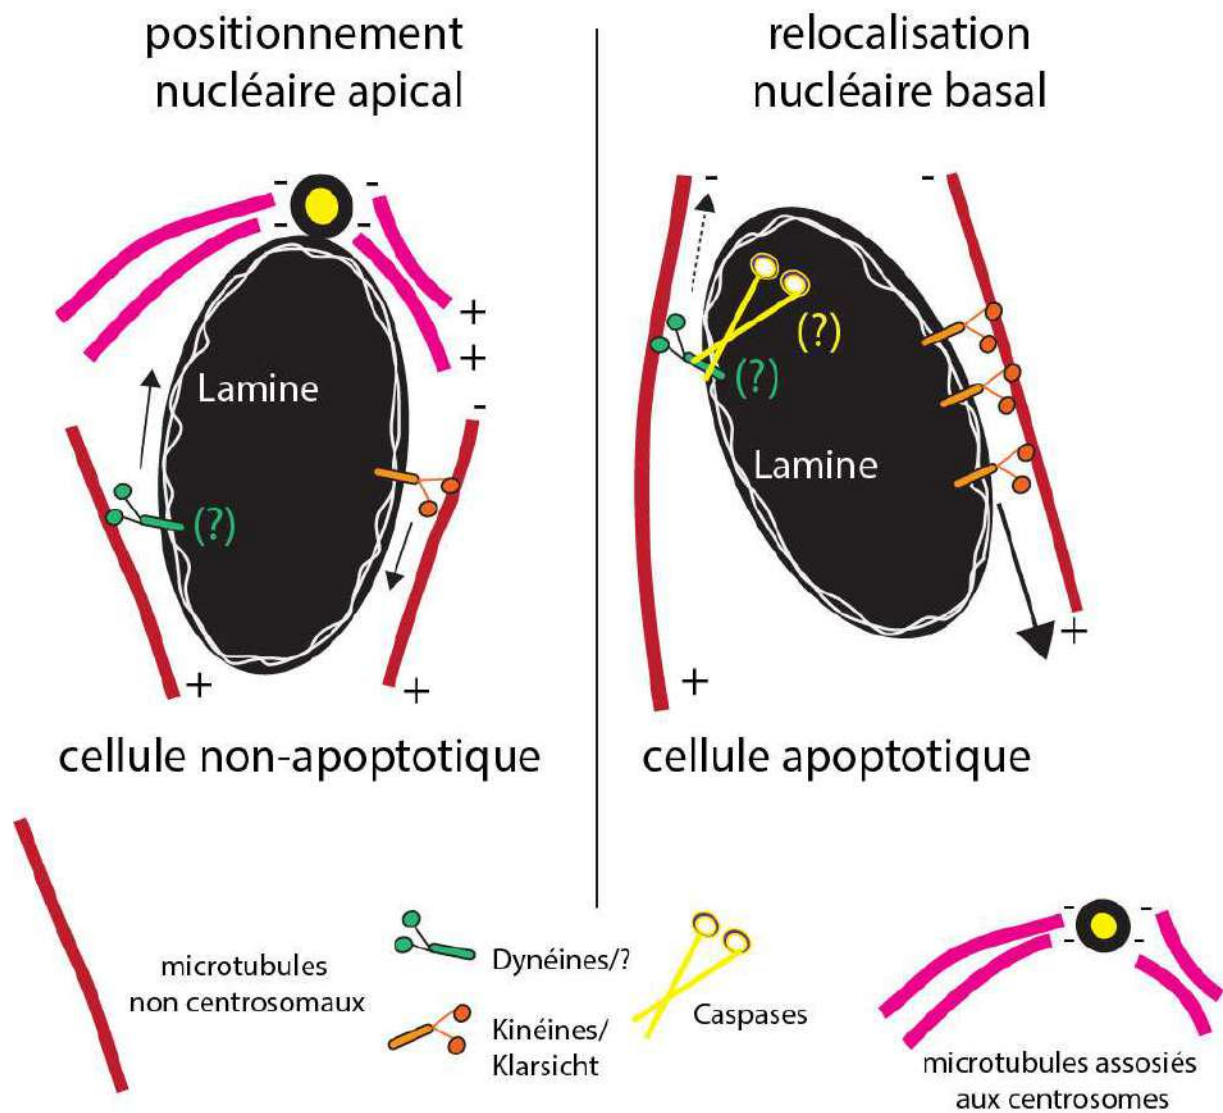 positionnement
nucléaire apical
relocalisation
nucléaire basal
-
-
-
-
-
-
+
+
(?)
(?)
Lamine
-
Lamine
(?)
+
+
+
+
cellule non-apoptotique
cellule apoptotique
microtubules
non centrosomaux
Dynéines/?
Kinéines/
Klarsicht
Caspases
-
-
-
-
microtubules assosiés
aux centrosomes